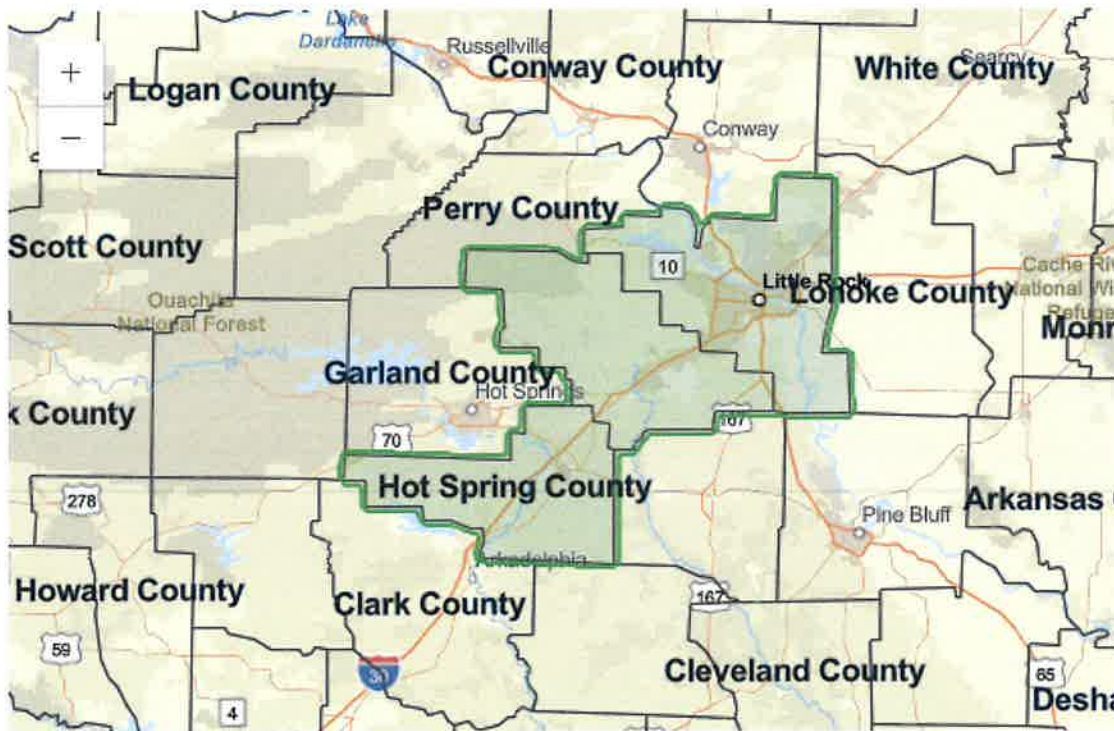 Lake
Dardanelle
Russellville
Conway County
Searcy
White County
+
Logan County
−
Conway
Perry County
Scott County
10
Little Rock
Cache Riv
Lonoke County
National Wi
Ouachita
National Forest
Refuge
Monr
Garland County
Hot Springs
k County
70
167
Hot Spring County
278
Arkansas
Pine Bluff
Arkadelphia
Howard County
Clark County
167
59
30
Cleveland County
65
4
Desha